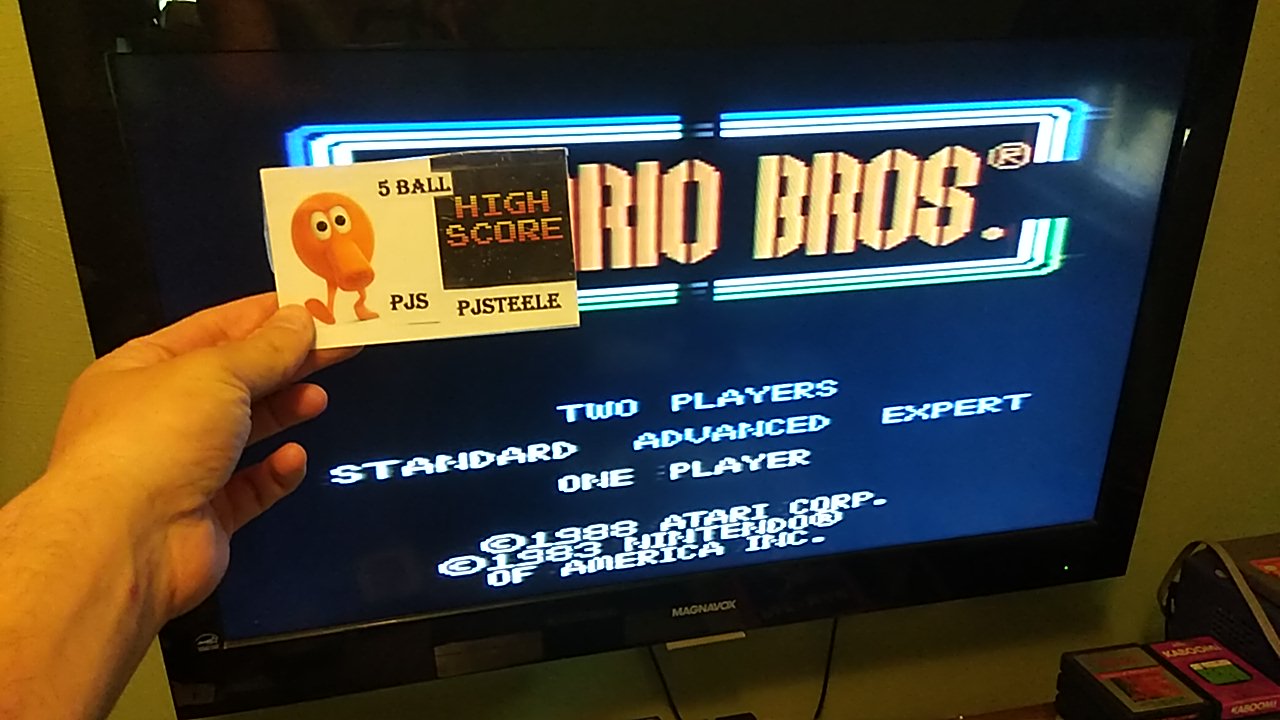 RIO BROS.®
5 BALL
HIGH
SCORE
PJS
PJSTEELE
TWO PLAYERS
STANDARD ADVANCED EXPERT
ONE PLAYER
©1988 ATARI CORP.
©1983 NINTENDO®
OF AMERICA INC.
MAGNAVOX
KABOOM!
KABOOM!